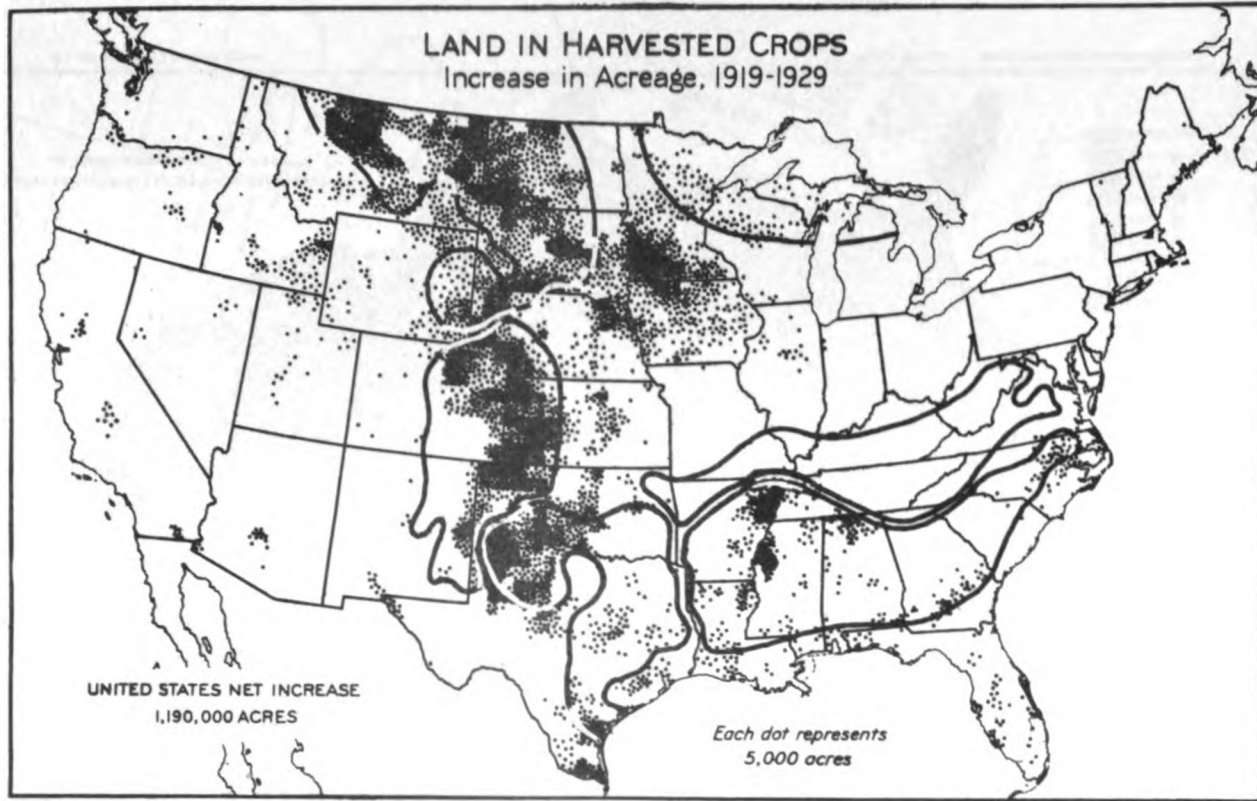 LAND IN HARVESTED CROPS
Increase in Acreage, 1919-1929
UNITED STATES NET INCREASE
1,190,000 ACRES
Each dot represents
5,000 acres